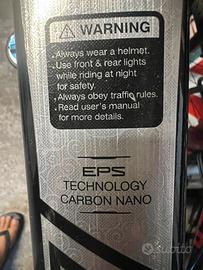 ⚠ WARNING
.Always wear a helmet.
.Use front & rear lights
while riding at night
for safety.
.Always obey traffic rules.
.Read user's manual
for more details.
EPS
TECHNOLOGY
CARBON NANO
subito